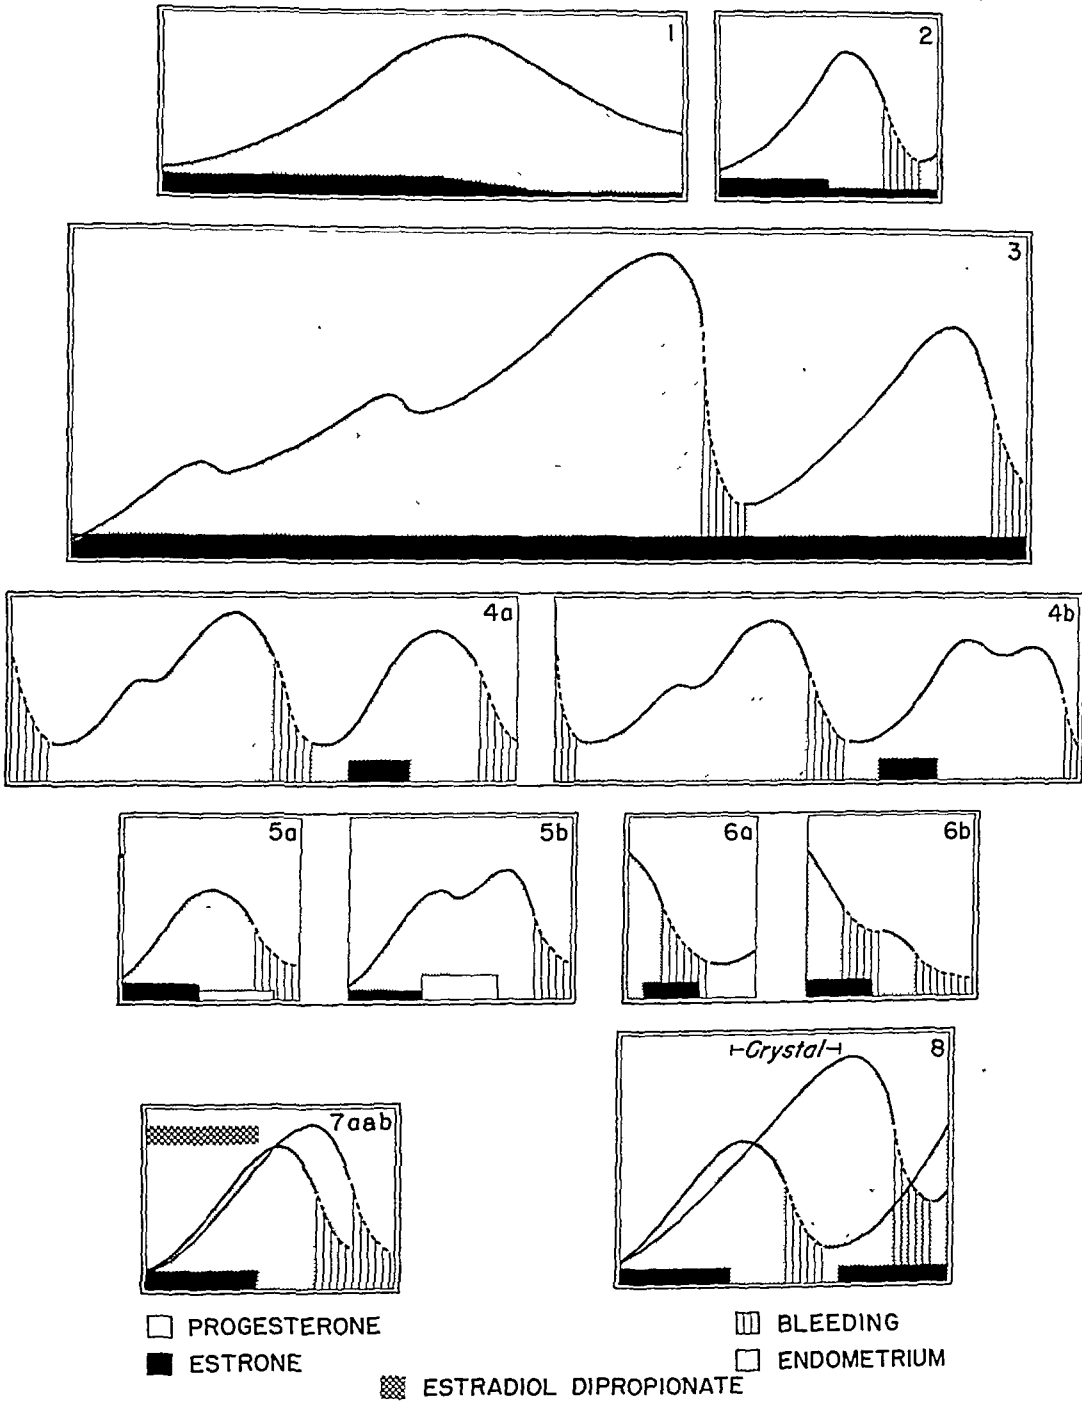 1
2
3
4a
4b
5a
5b
6a
6b
⊢Crystal⊣
8
7aab
PROGESTERONE
BLEEDING
ESTRONE
ENDOMETRIUM
ESTRADIOL DIPROPIONATE